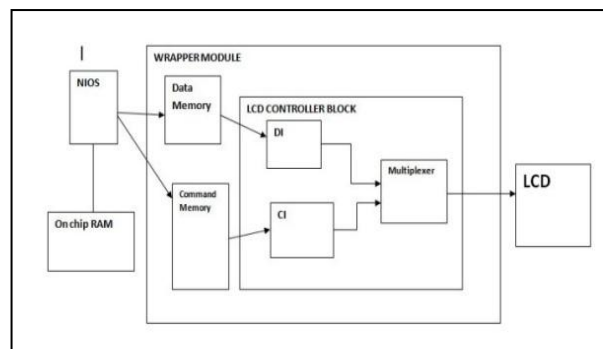 WRAPPER MODULE
NIOS
Data
Memory
LCD CONTROLLER BLOCK
DI
Multiplexer
LCD
Command
Memory
CI
On chip RAM